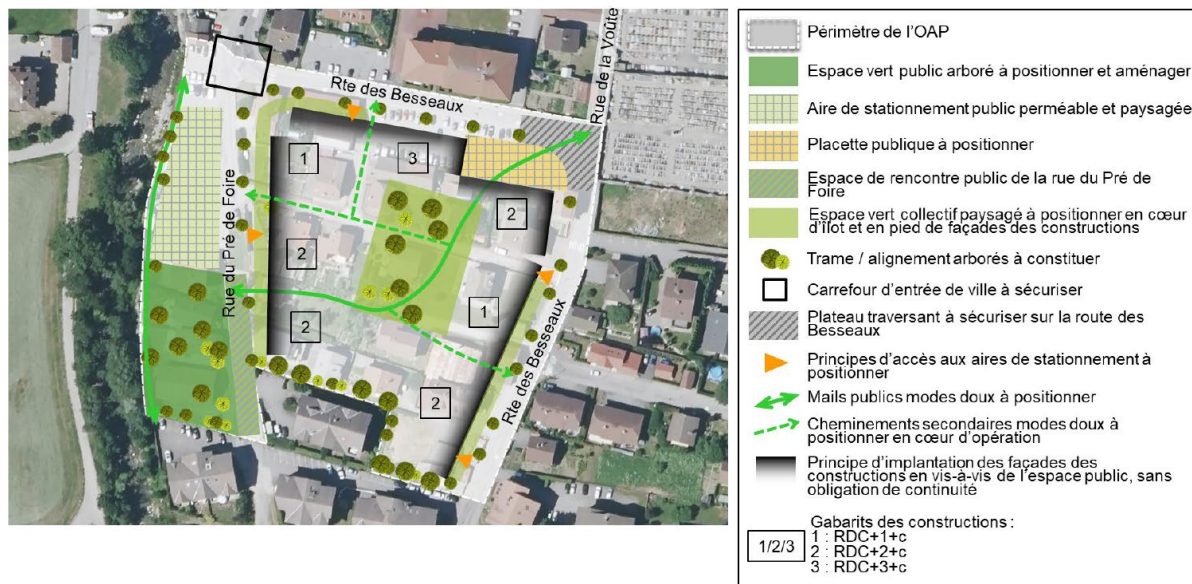 Rte des Besseaux
Rue de la Voûte
1
3
2
Rue du Pré de Foire
2
1
2
2
Rte des Besseaux
Périmètre de l'OAP
Espace vert public arboré à positionner et aménager
Aire de stationnement public perméable et paysagée
Placette publique à positionner
Espace de rencontre public de la rue du Pré de
Foire
Espace vert collectif paysagé à positionner en cœur
d'îlot et en pied de façades des constructions
Trame / alignement arborés à constituer
Carrefour d'entrée de ville à sécuriser
Plateau traversant à sécuriser sur la route des
Besseaux
Principes d'accès aux aires de stationnement à
positionner
Mails publics modes doux à positionner
Cheminements secondaires modes doux à
positionner en cœur d'opération
Principe d'implantation des façades des
constructions en vis-à-vis de l'espace public, sans
obligation de continuité
Gabarits des constructions :
1/2/3
1 : RDC+1+c
2 : RDC+2+c
3 : RDC+3+c